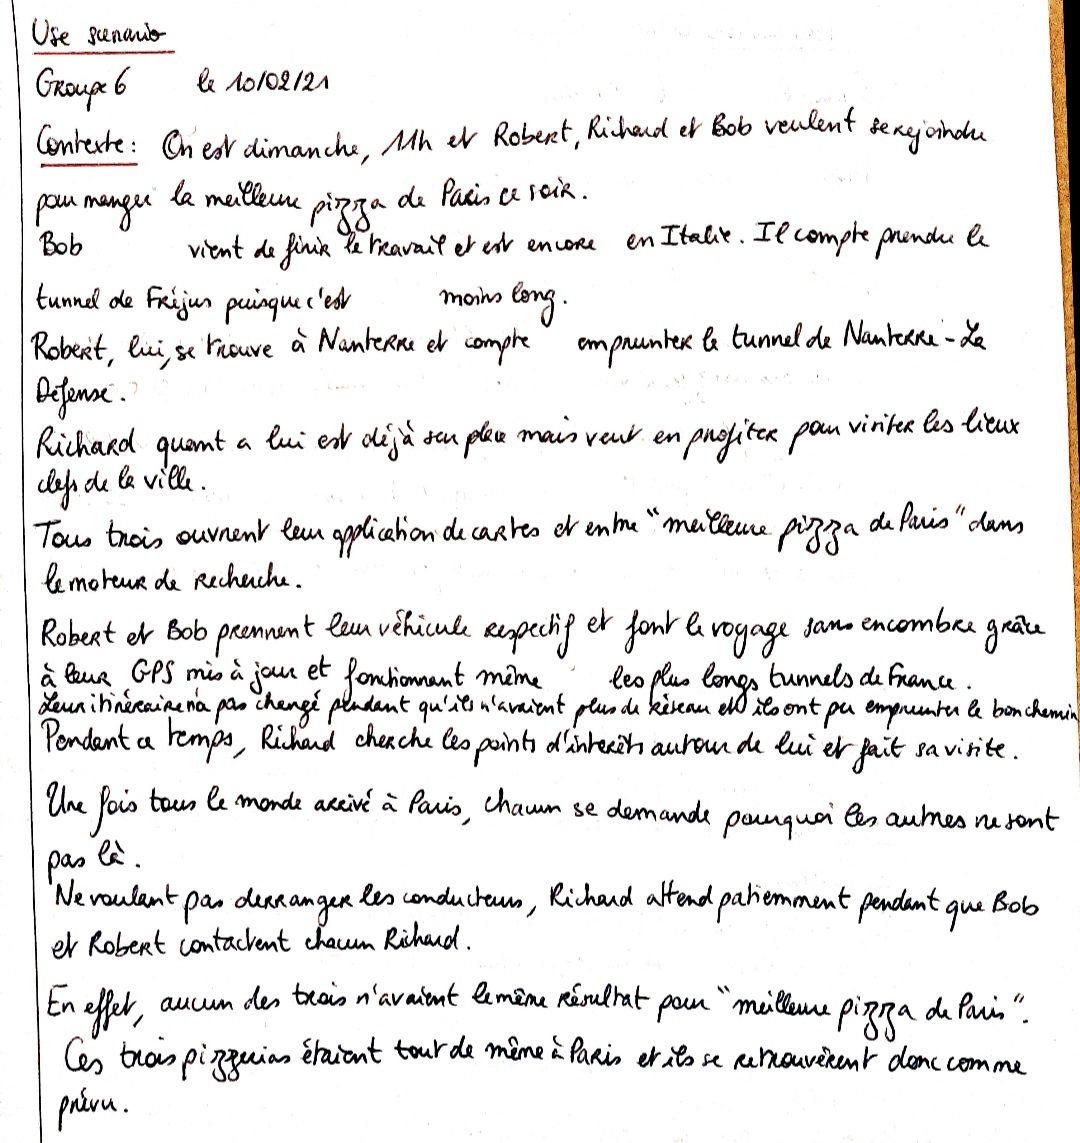 Use scenario
Groupe 6 le 10/02/21
Contexte : On est dimanche, 11h et Robert, Richard et Bob veulent se rejoindre
pour manger la meilleure pizza de Paris ce soir.
Bob vient de finir le travail et est encore en Italie. Il compte prendre le
tunnel de Fréjus puisque c'est moins long.
Robert, lui, se trouve à Nanterre et compte emprunter le tunnel de Nanterre - La
Défense.
Richard quant a lui est déjà sur place mais veut en profiter pour visiter les lieux
clefs de la ville.
Tous trois ouvrent leur application de cartes et entre "meilleure pizza de Paris" dans
le moteur de recherche.
Robert et Bob prennent leur véhicule respectif et font le voyage sans encombre grâce
à leur GPS mis à jour et fonctionnant même les plus longs tunnels de France.
Leur itinéraire n'a pas changé pendant qu'ils n'avaient plus de réseau et ils ont pu emprunter le bon chemin
Pendant ce temps, Richard cherche les points d'interêts autour de lui et fait sa visite.
Une fois tous le monde arrivé à Paris, chacun se demande pourquoi les autres ne sont
pas là.
Ne voulant pas derranger les conducteurs, Richard attend patiemment pendant que Bob
et Robert contactent chacun Richard.
En effet, aucun des trois n'avaient le même résultat pour "meilleure pizza de Paris".
Ces trois pizzerias étaient tout de même à Paris et ils se retrouvèrent donc comme
prévu.